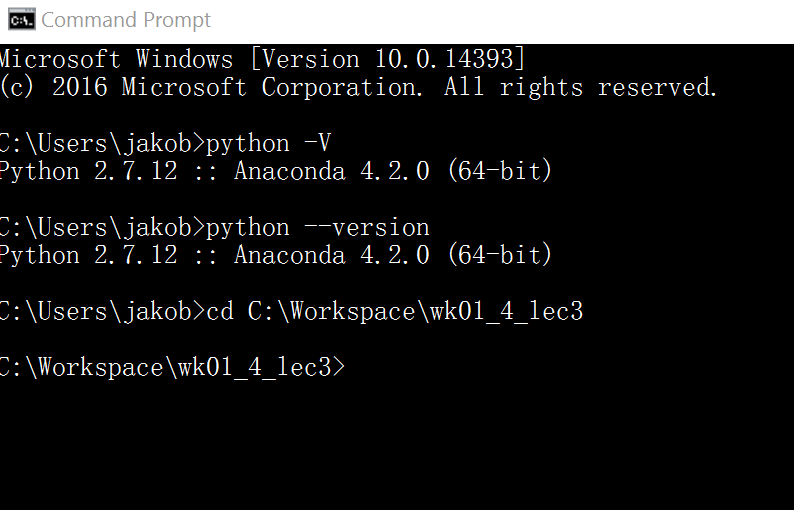 Command Prompt
Microsoft Windows [Version 10.0.14393]
(c) 2016 Microsoft Corporation. All rights reserved.
C:\Users\jakob>python -V
Python 2.7.12 :: Anaconda 4.2.0 (64-bit)
C:\Users\jakob>python --version
Python 2.7.12 :: Anaconda 4.2.0 (64-bit)
C:\Users\jakob>cd C:\Workspace\wk01_4_lec3
C:\Workspace\wk01_4_lec3>